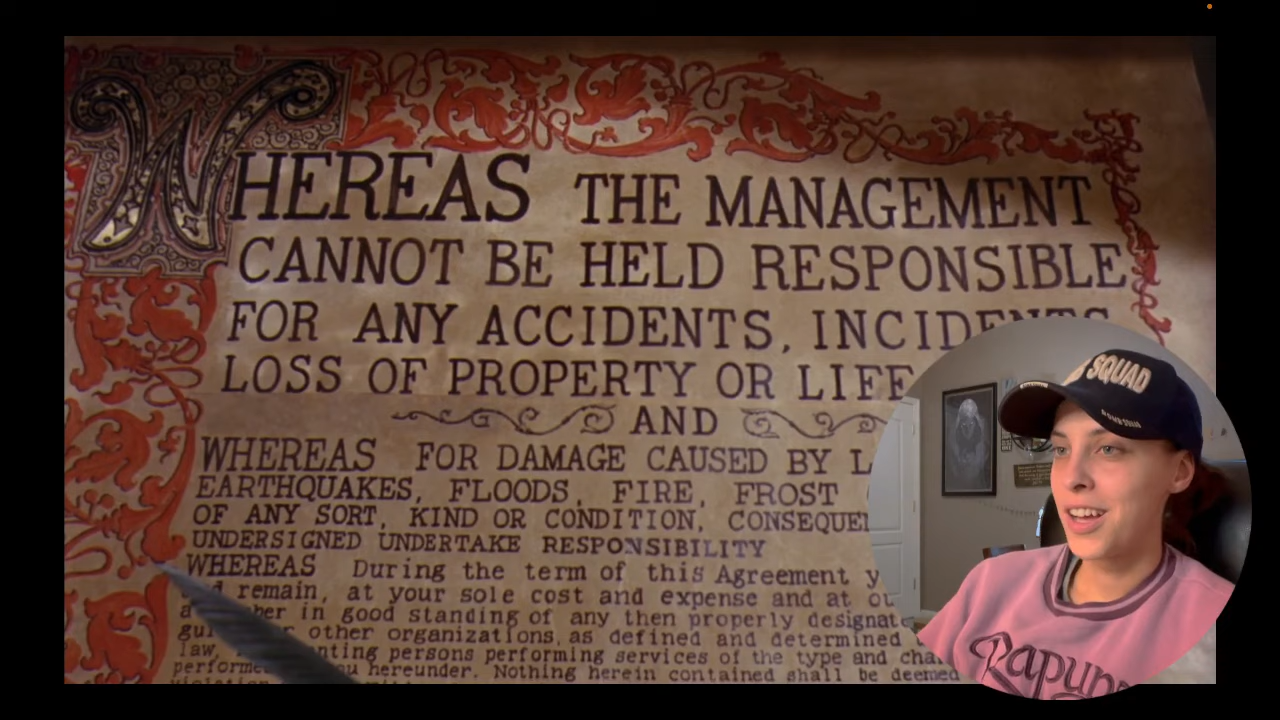 WHEREAS THE MANAGEMENT
CANNOT BE HELD RESPONSIBLE
FOR ANY ACCIDENTS, INCIDENTS,
LOSS OF PROPERTY OR LIFE
AND
WHEREAS FOR DAMAGE CAUSED BY
EARTHQUAKES, FLOODS, FIRE, FROST
OF ANY SORT, KIND OR CONDITION,
UNDERSIGNED UNDERTAKE RESPONSIBILITY
WHEREAS During the term of this Agreement
remain, at your sole cost and expense and at
in good standing of any then properly
other organizations, as defined and determined
law, persons performing services of the type and
hereunder. Nothing herein contained shall be deemed
SQUAD